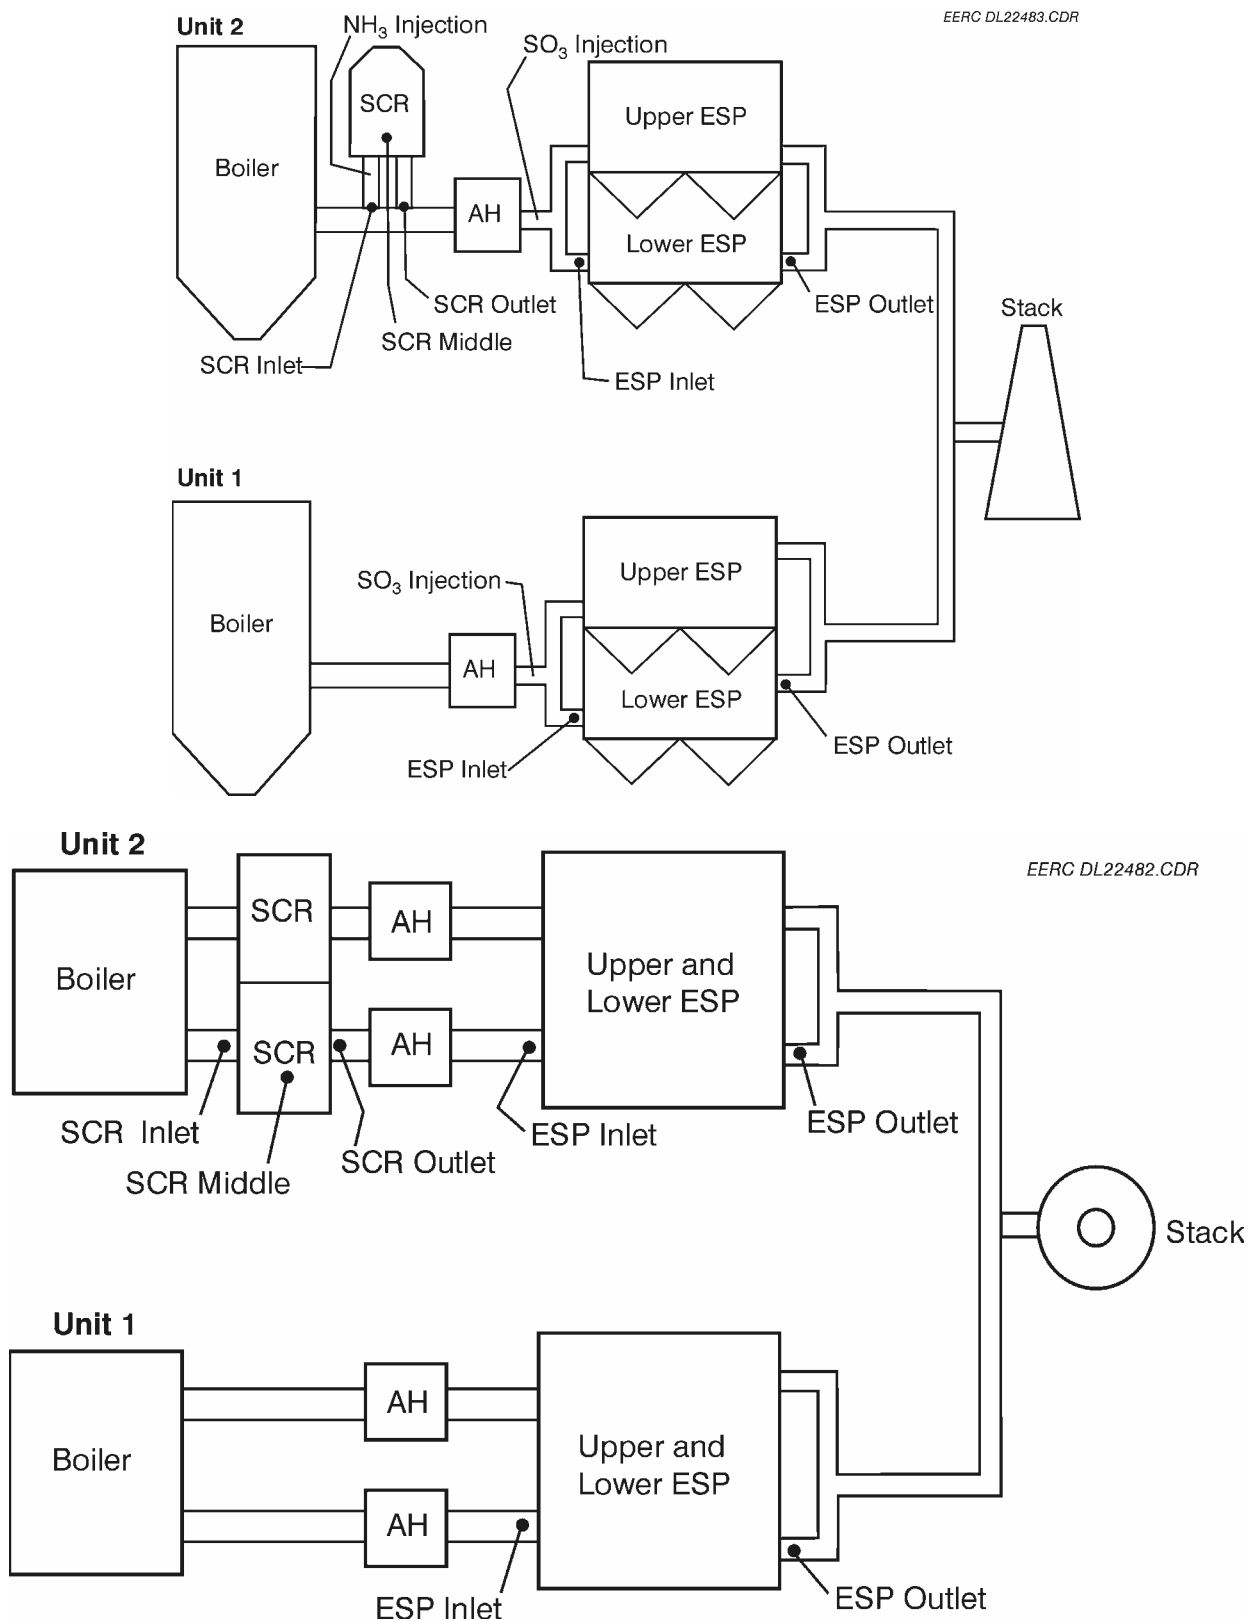 Unit 2
NH₃ Injection
EERC DL22483.CDR
SO₃ Injection
SCR
Upper ESP
Boiler
AH
Lower ESP
SCR Outlet
ESP Outlet
Stack
SCR Middle
SCR Inlet
ESP Inlet
Unit 1
Upper ESP
SO₃ Injection
Boiler
AH
Lower ESP
ESP Outlet
ESP Inlet
Unit 2
EERC DL22482.CDR
SCR
AH
Upper and
Lower ESP
Boiler
SCR
AH
SCR Inlet
ESP Inlet
ESP Outlet
SCR Outlet
SCR Middle
Stack
Unit 1
AH
Upper and
Lower ESP
Boiler
AH
ESP Inlet
ESP Outlet